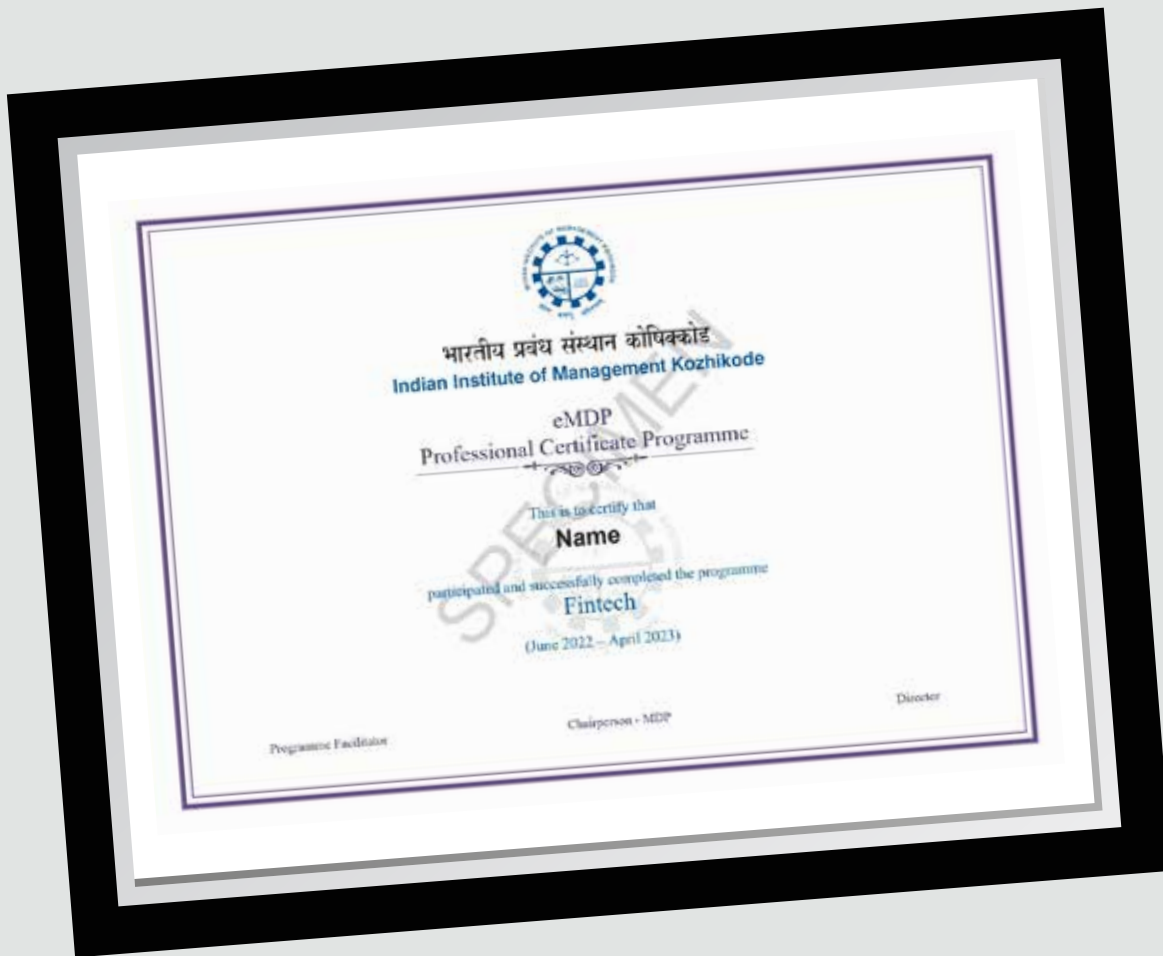 भारतीय प्रबंध संस्थान कोषिक्कोड
Indian Institute of Management Kozhikode
eMDP
Professional Certificate Programme
This is to certify that
Name
participated and successfully completed the programme
Fintech
(June 2022 – April 2023)
SPECIMEN
Programme Facilitator
Chairperson - MDP
Director